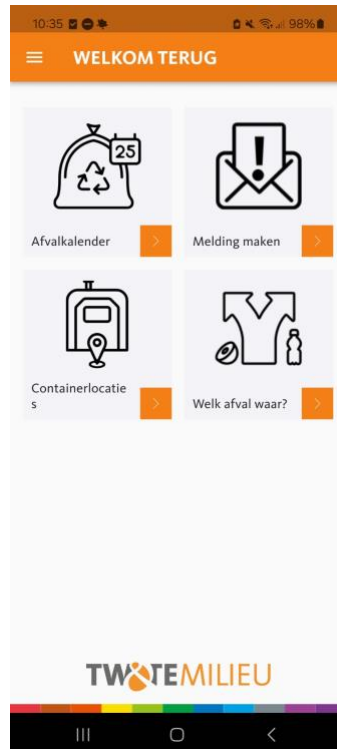 10:35
98%
WELKOM TERUG
25
Afvalkalender
Melding maken
Containerlocatie
s
Welk afval waar?
TWENTEMILIEU